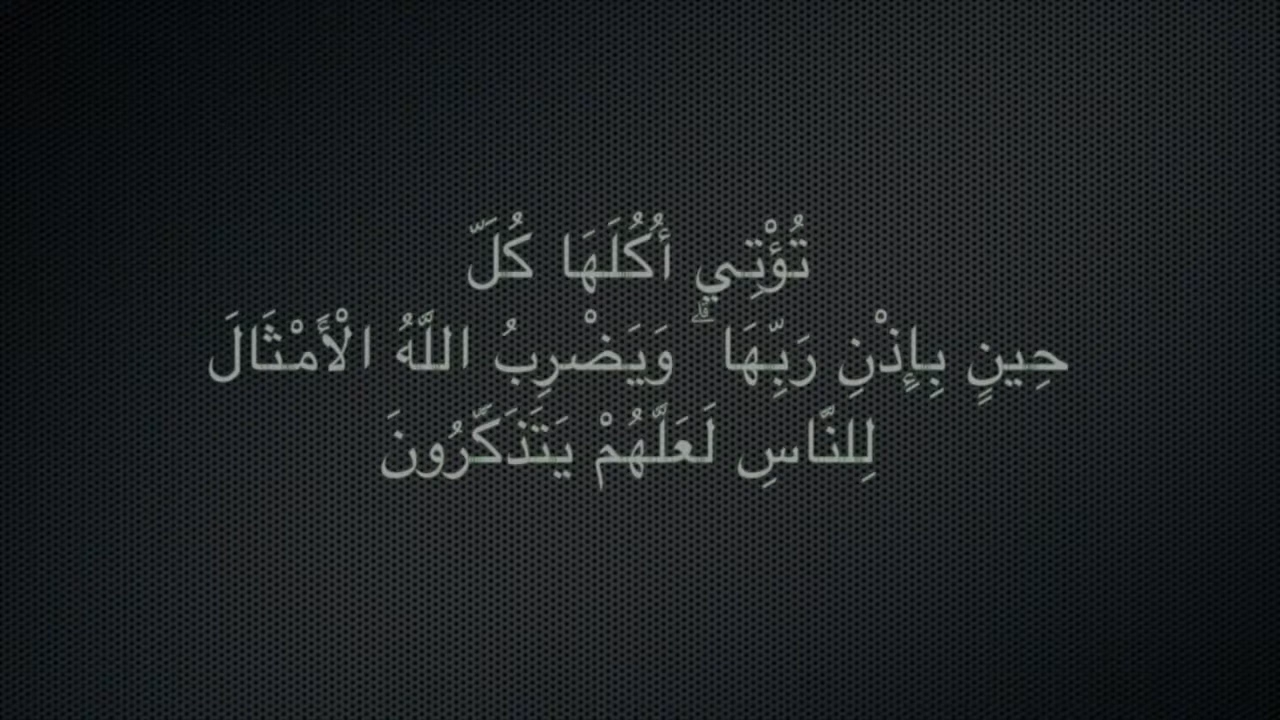 تُؤْتِي أُكُلَهَا كُلَّ
حِينٍ بِإِذْنِ رَبِّهَا ۗ وَيَضْرِبُ اللَّهُ الْأَمْثَالَ
لِلنَّاسِ لَعَلَّهُمْ يَتَذَكَّرُونَ